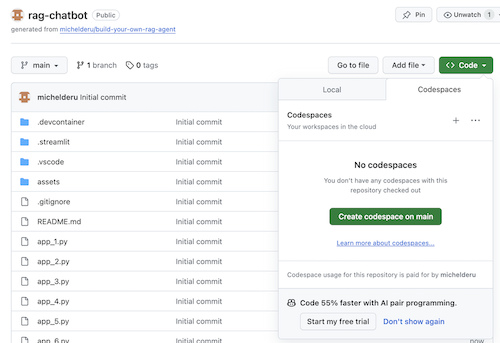 rag-chatbot Public
Pin
Unwatch 1
generated from michelderu/build-your-own-rag-agent
main
1 branch
0 tags
Go to file
Add file
<> Code
Local
Codespaces
michelderu Initial commit
Codespaces
Your workspaces in the cloud
.devcontainer Initial commit
.streamlit Initial commit
.vscode Initial commit
assets Initial commit
.gitignore Initial commit
README.md Initial commit
app_1.py Initial commit
app_2.py Initial commit
app_3.py Initial commit
app_4.py Initial commit
app_5.py Initial commit
app_6.py Initial commit
No codespaces
You don't have any codespaces with this
repository checked out
Create codespace on main
Learn more about codespaces...
Codespace usage for this repository is paid for by michelderu
Code 55% faster with AI pair programming.
Start my free trial
Don't show again
now